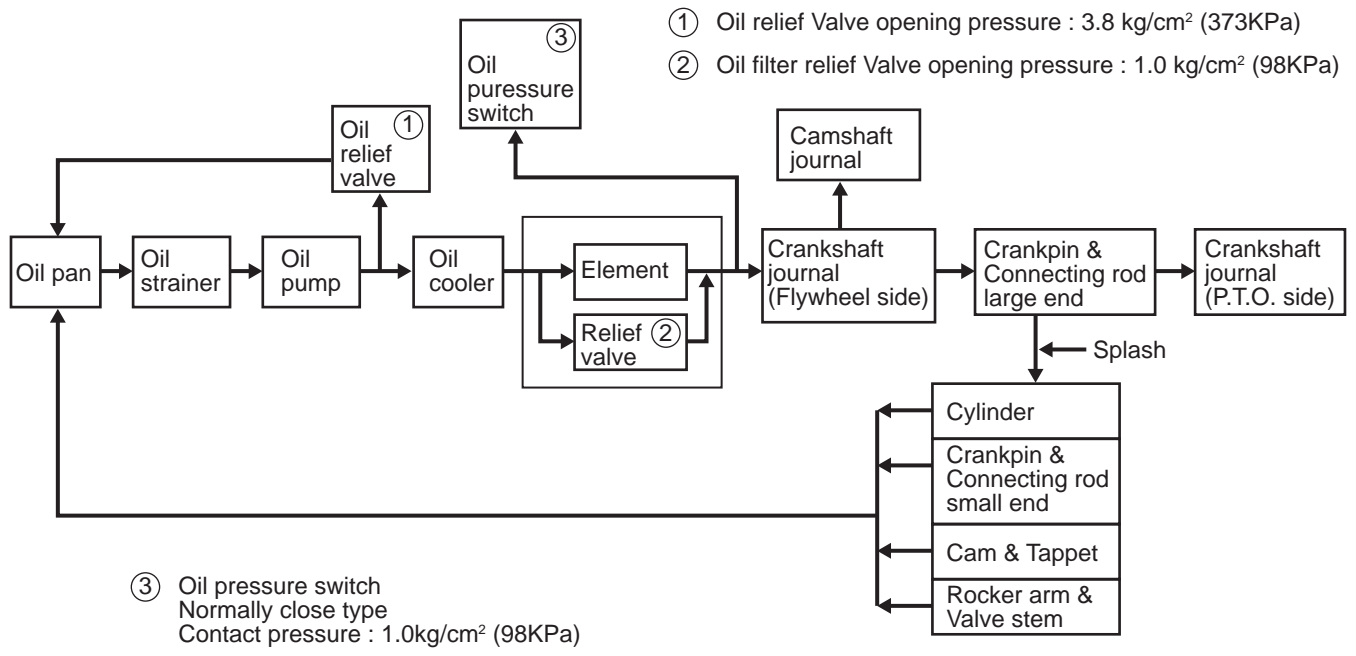 ① Oil relief Valve opening pressure : 3.8 kg/cm² (373KPa)
② Oil filter relief Valve opening pressure : 1.0 kg/cm² (98KPa)
③
Oil
puressure
switch
Oil ①
relief
valve
Camshaft
journal
Oil pan
Oil
strainer
Oil
pump
Oil
cooler
Element
Relief ②
valve
Crankshaft
journal
(Flywheel side)
Crankpin &
Connecting rod
large end
Crankshaft
journal
(P.T.O. side)
Splash
Cylinder
Crankpin &
Connecting rod
small end
Cam & Tappet
Rocker arm &
Valve stem
③ Oil pressure switch
Normally close type
Contact pressure : 1.0kg/cm² (98KPa)